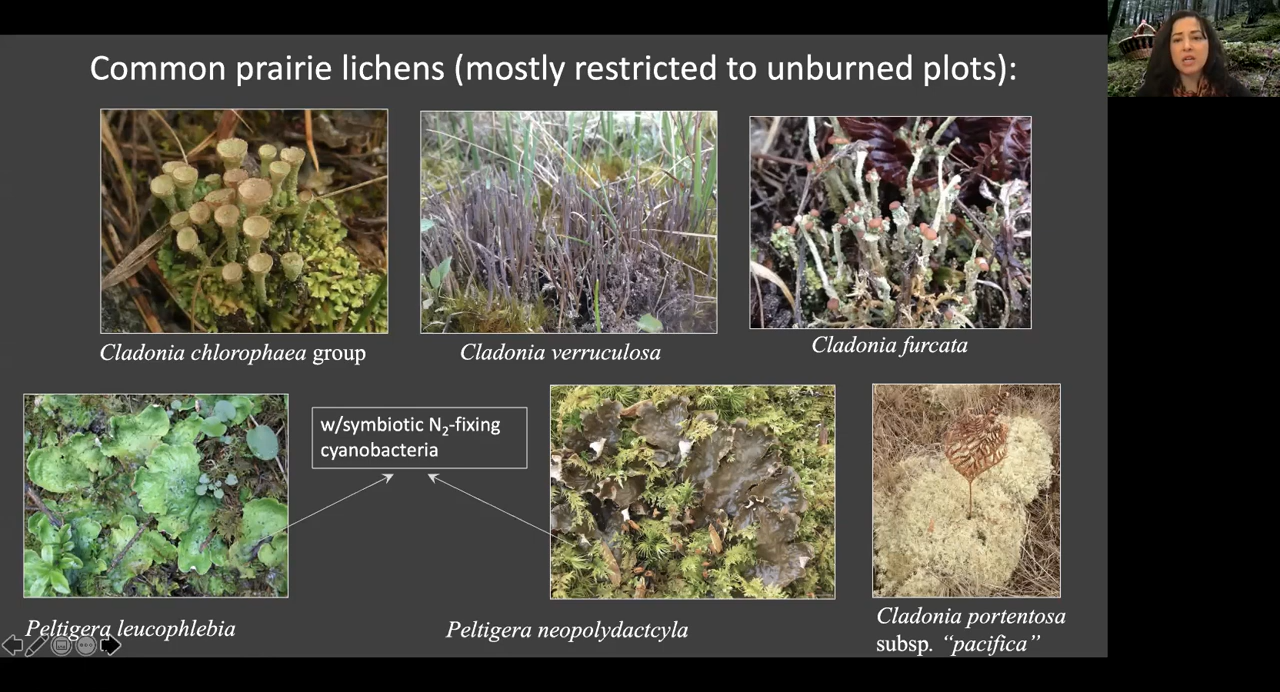 Common prairie lichens (mostly restricted to unburned plots):
Cladonia chlorophaea group
Cladonia verruculosa
Cladonia furcata
w/symbiotic N₂-fixing
cyanobacteria
Peltigera leucophlebia
Peltigera neopolydactcyla
Cladonia portentosa
subsp. “pacifica”